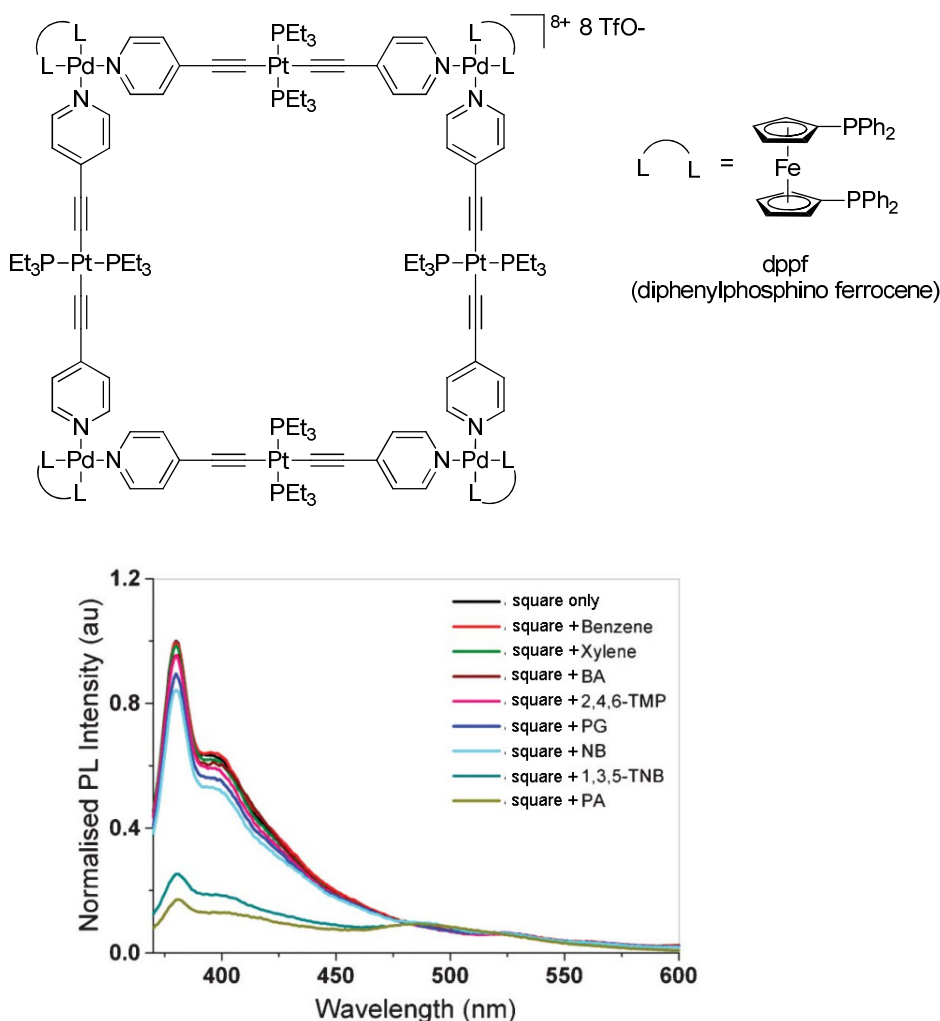 PEt3
]8+ 8 TfO-
L L
L Pd N Pt N Pd L
PEt3
N N
L L = Fe PPh2
PPh2
Et3P Pt PEt3 Et3P Pt PEt3
dppf
(diphenylphosphino ferrocene)
N N
PEt3
L Pd N Pt N Pd L
L L
PEt3
1.2
0.8
0.4
0.0
Normalised PL Intensity (au)
square only
square + Benzene
square + Xylene
square + BA
square + 2,4,6-TMP
square + PG
square + NB
square + 1,3,5-TNB
square + PA
400 450 500 550 600
Wavelength (nm)